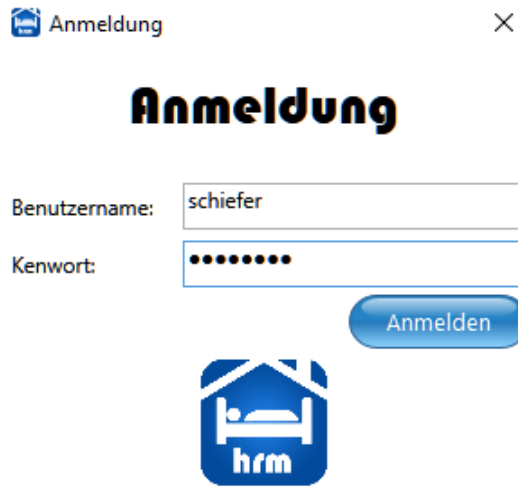 Anmeldung
Anmeldung
Benutzername: schiefer
Kenwort: ••••••••
Anmelden
hrm